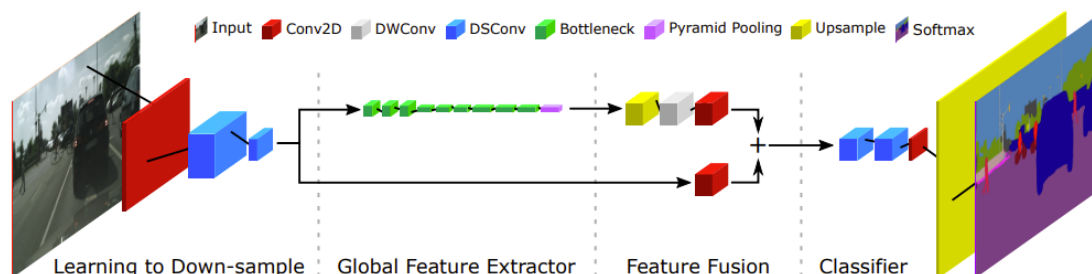 Input Conv2D DWConv DSConv Bottleneck Pyramid Pooling Upsample Softmax
+
Learning to Down-sample Global Feature Extractor Feature Fusion Classifier